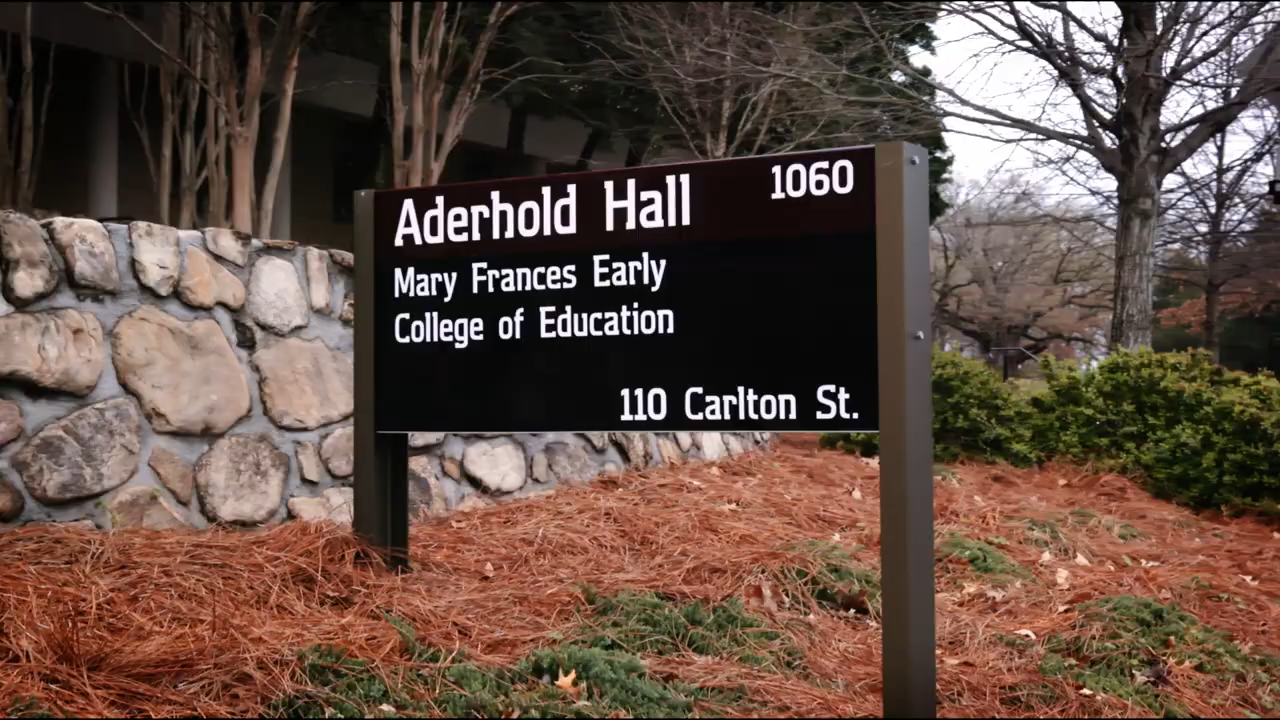 Aderhold Hall 1060
Mary Frances Early
College of Education
110 Carlton St.